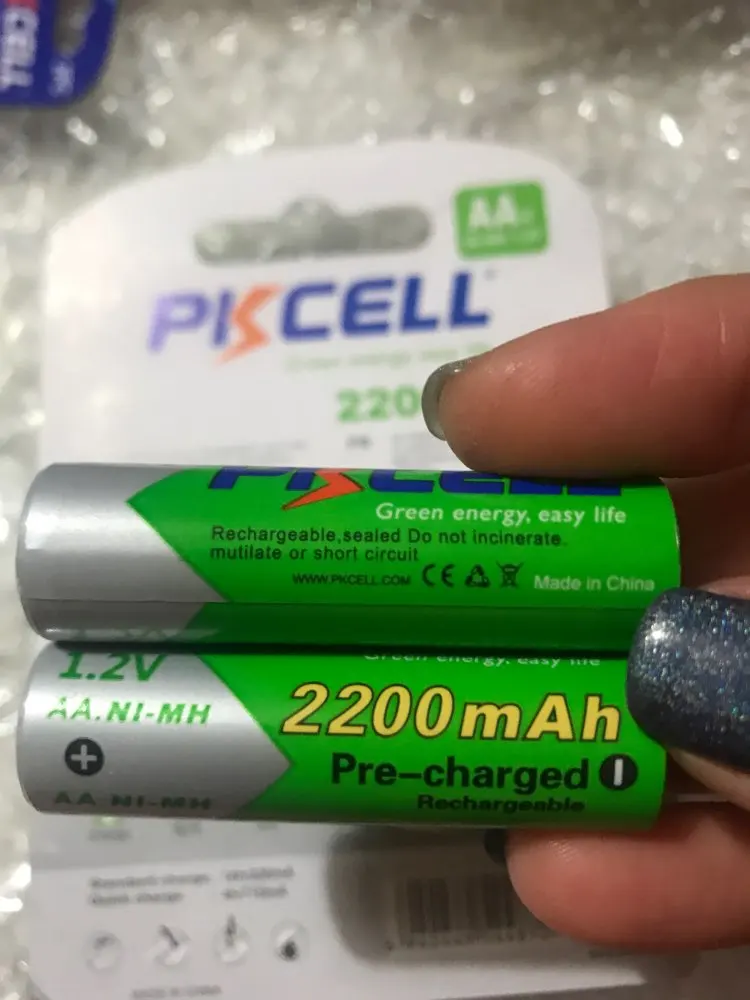 AA
PKCELL
220
PKCELL
Green energy, easy life
Rechargeable,sealed Do not incinerate.
mutilate or short circuit
WWW.PKCELL.COM CE Made in China
1.2V
Green energy, easy life
AA.NI-MH
2200mAh
+
Pre-charged
AA NI-MH
Rechargeable